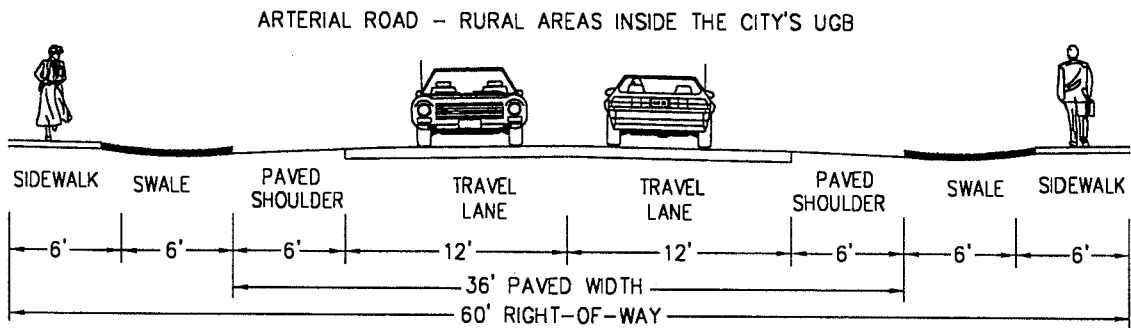 ARTERIAL ROAD - RURAL AREAS INSIDE THE CITY'S UGB
SIDEWALK
SWALE
PAVED
SHOULDER
TRAVEL
LANE
TRAVEL
LANE
PAVED
SHOULDER
SWALE
SIDEWALK
6' 6' 6' 12' 12' 6' 6' 6'
36' PAVED WIDTH
60' RIGHT-OF-WAY